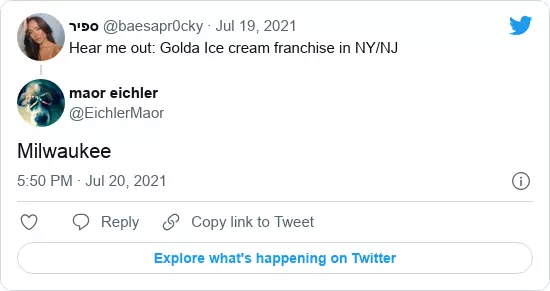 ספיר @baesapr0cky · Jul 19, 2021
Hear me out: Golda Ice cream franchise in NY/NJ
maor eichler
@EichlerMaor
Milwaukee
5:50 PM · Jul 20, 2021
Reply
Copy link to Tweet
Explore what's happening on Twitter